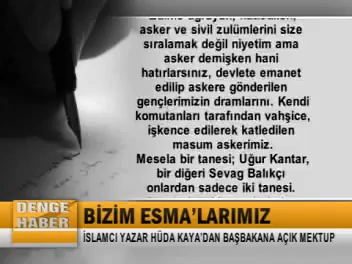 asker ve sivil zulümlerini size
sıralamak değil niyetim ama
asker demişken hani
hatırlarsınız, devlete emanet
edilip askere gönderilen
gençlerimizin dramlarını. Kendi
komutanları tarafından vahşice,
işkence edilerek katledilen
masum askerimiz.
Mesela bir tanesi; Uğur Kantar,
bir diğeri Sevag Balıkçı
onlardan sadece iki tanesi.
DENGE
HABER
BİZİM ESMA'LARIMIZ
İSLAMCI YAZAR HÜDA KAYA'DAN BAŞBAKANA AÇIK MEKTUP